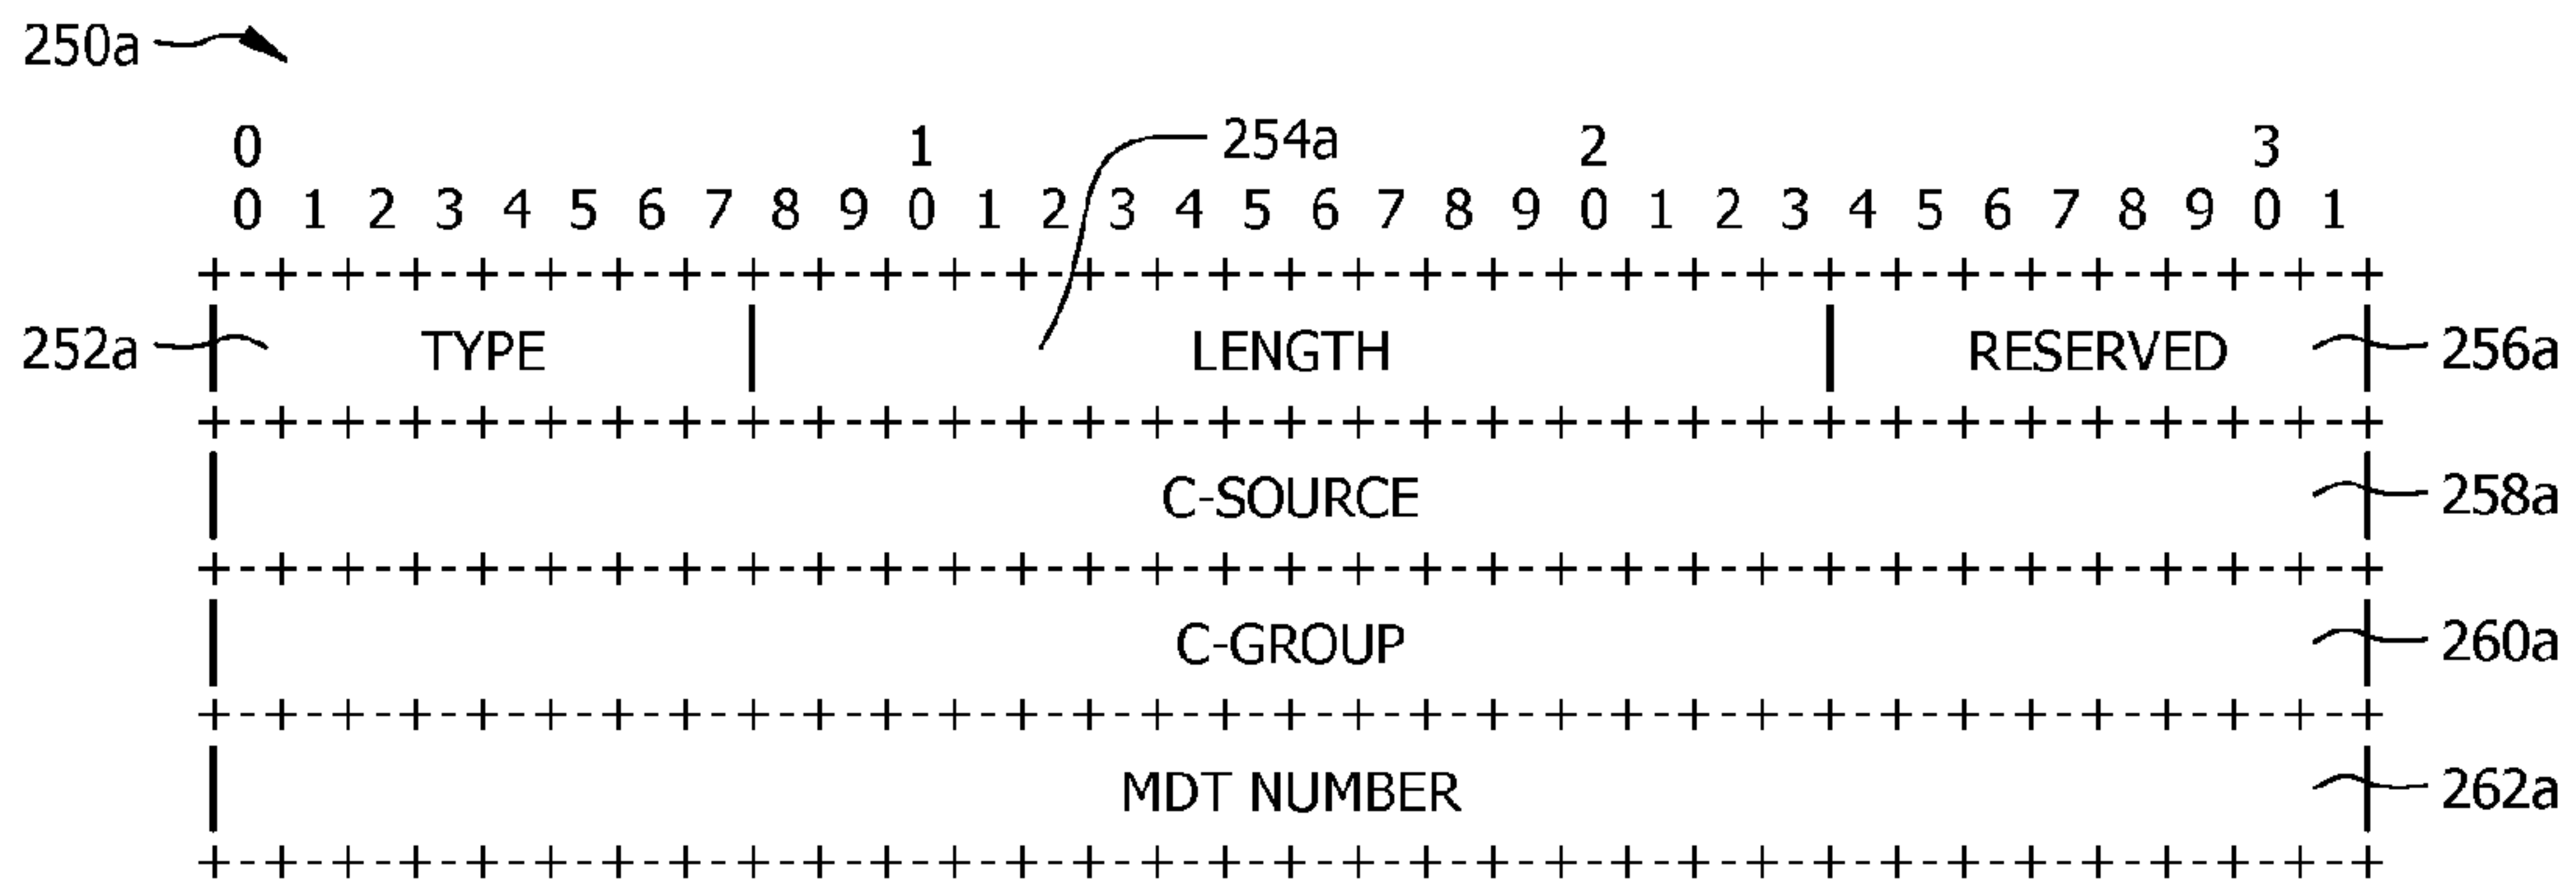 250a
0 1 254a 2 3
0 1 2 3 4 5 6 7 8 9 0 1 2 3 4 5 6 7 8 9 0 1 2 3 4 5 6 7 8 9 0 1
252a TYPE LENGTH RESERVED 256a
C-SOURCE 258a
C-GROUP 260a
MDT NUMBER 262a